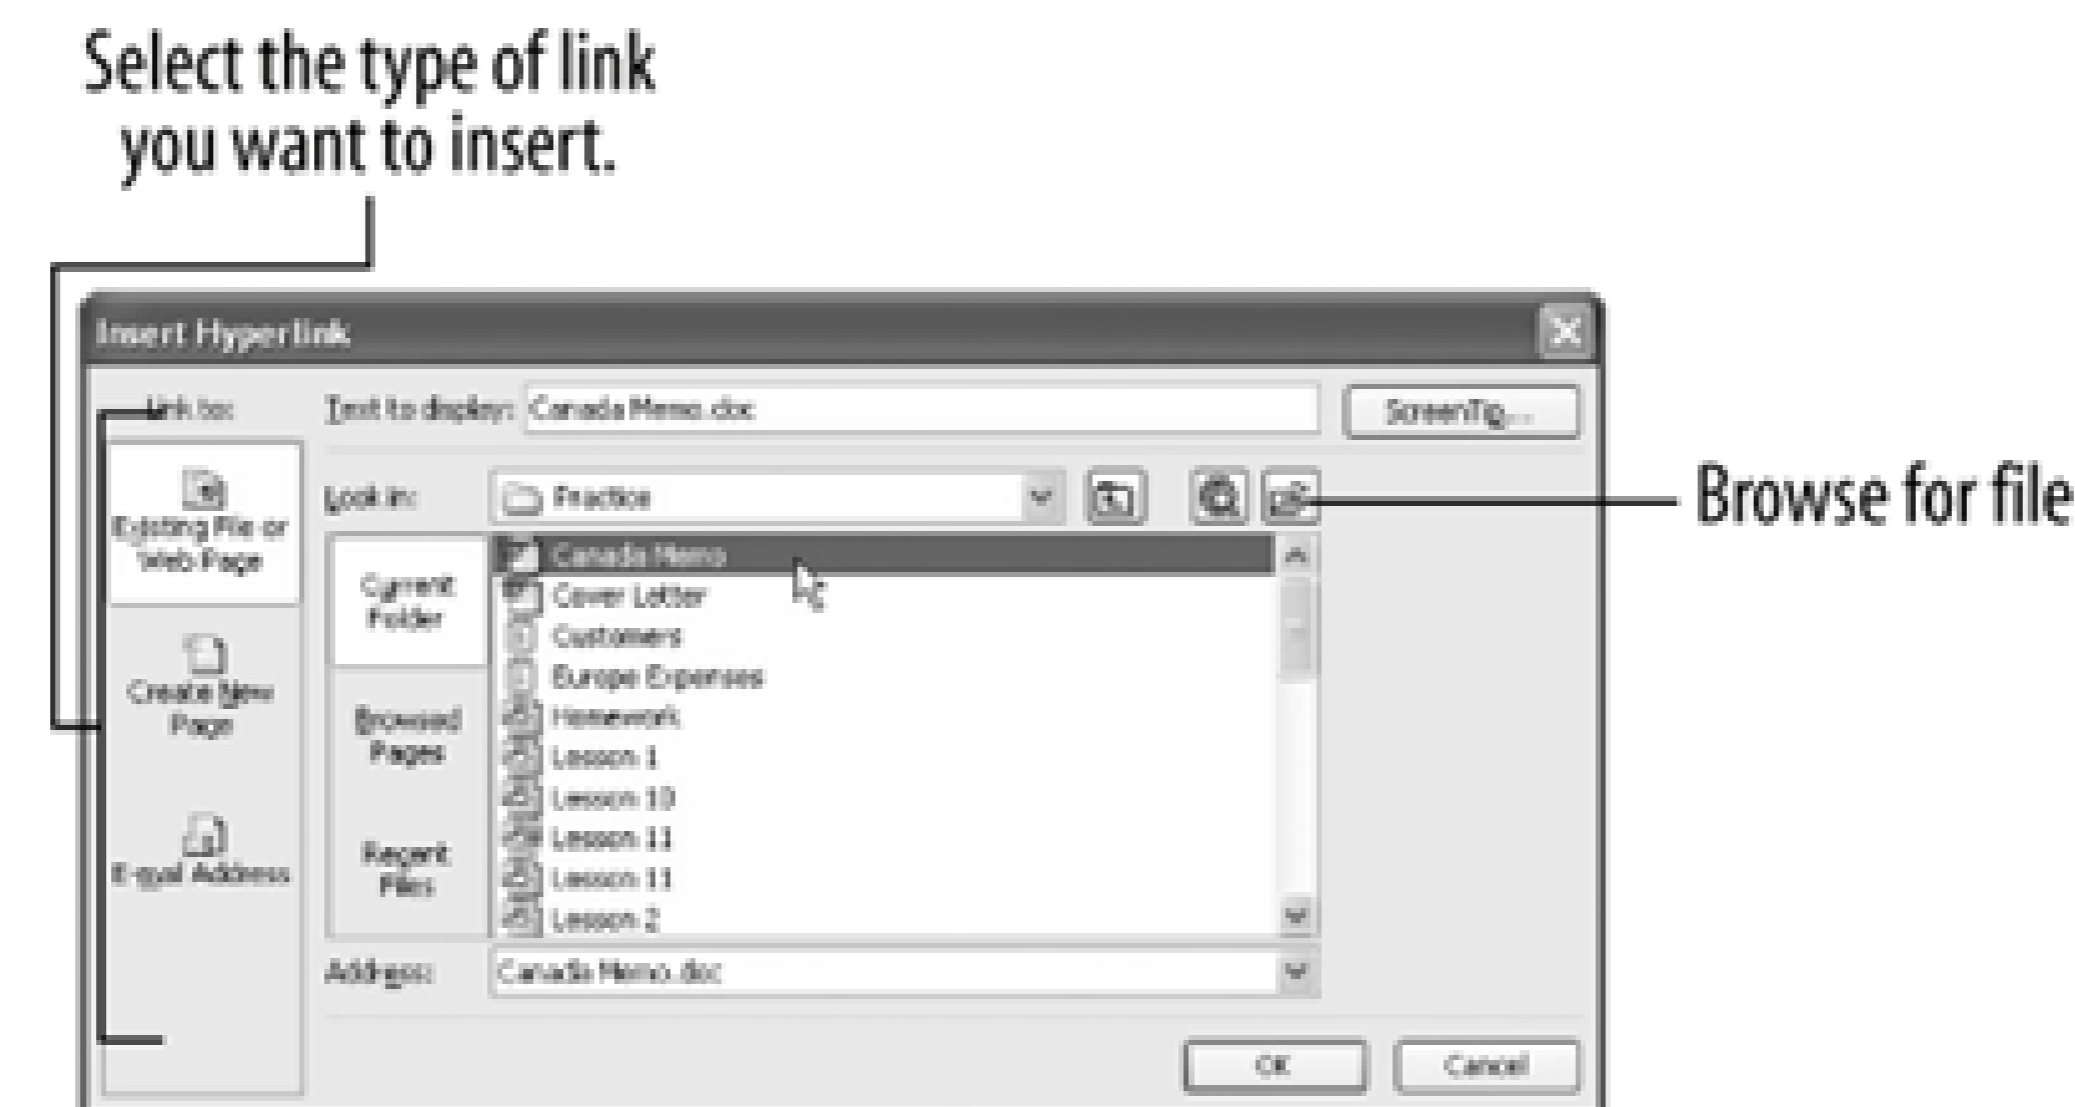 Select the type of link
you want to insert.
Insert Hyperlink
Link to:
Text to display: Canada Memo.doc
ScreenTip...
Look in: Practice
Browse for file
Existing File or
Web Page
Create New
Page
E-mail Address
Current
Folder
Browsed
Pages
Recent
Files
Canada Memo
Cover Letter
Customers
Europe Expenses
Homework
Lesson 1
Lesson 10
Lesson 11
Lesson 11
Lesson 2
Address: Canada Memo.doc
OK
Cancel